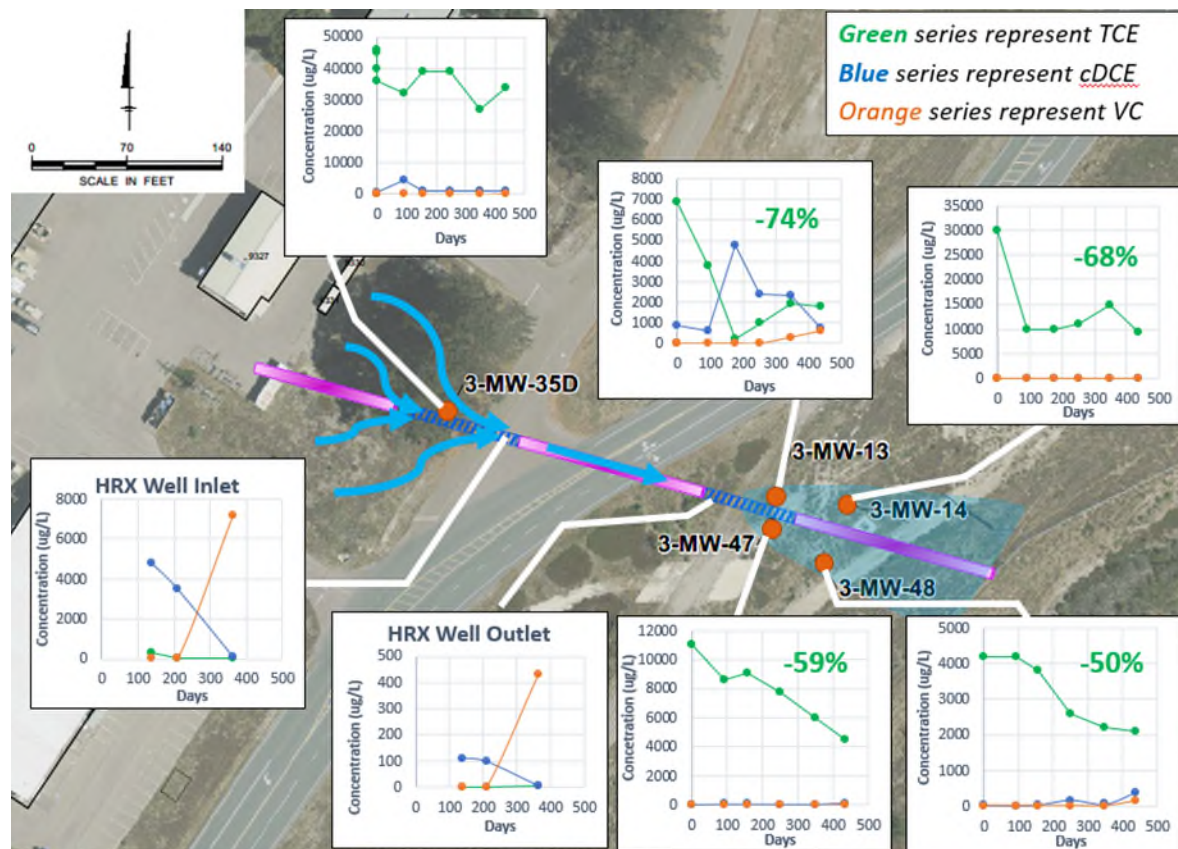 0 70 140
SCALE IN FEET
Green series represent TCE
Blue series represent cDCE
Orange series represent VC
Concentration (ug/L)
50000
40000
30000
20000
10000
0
0 100 200 300 400 500
Days
9327
Concentration (ug/L)
8000
7000
6000
5000
4000
3000
2000
1000
0
-74%
0 100 200 300 400 500
Days
Concentration (ug/L)
35000
30000
25000
20000
15000
10000
5000
0
-68%
0 100 200 300 400 500
Days
3-MW-35D
3-MW-13
3-MW-14
3-MW-47
3-MW-48
HRX Well Inlet
Concentration (ug/L)
8000
6000
4000
2000
0
0 100 200 300 400 500
Days
HRX Well Outlet
Concentration (ug/L)
500
400
300
200
100
0
0 100 200 300 400 500
Days
Concetration (ug/L)
12000
10000
8000
6000
4000
2000
0
-59%
0 100 200 300 400 500
Days
Concentration (ug/L)
5000
4000
3000
2000
1000
0
-50%
0 100 200 300 400 500
Days